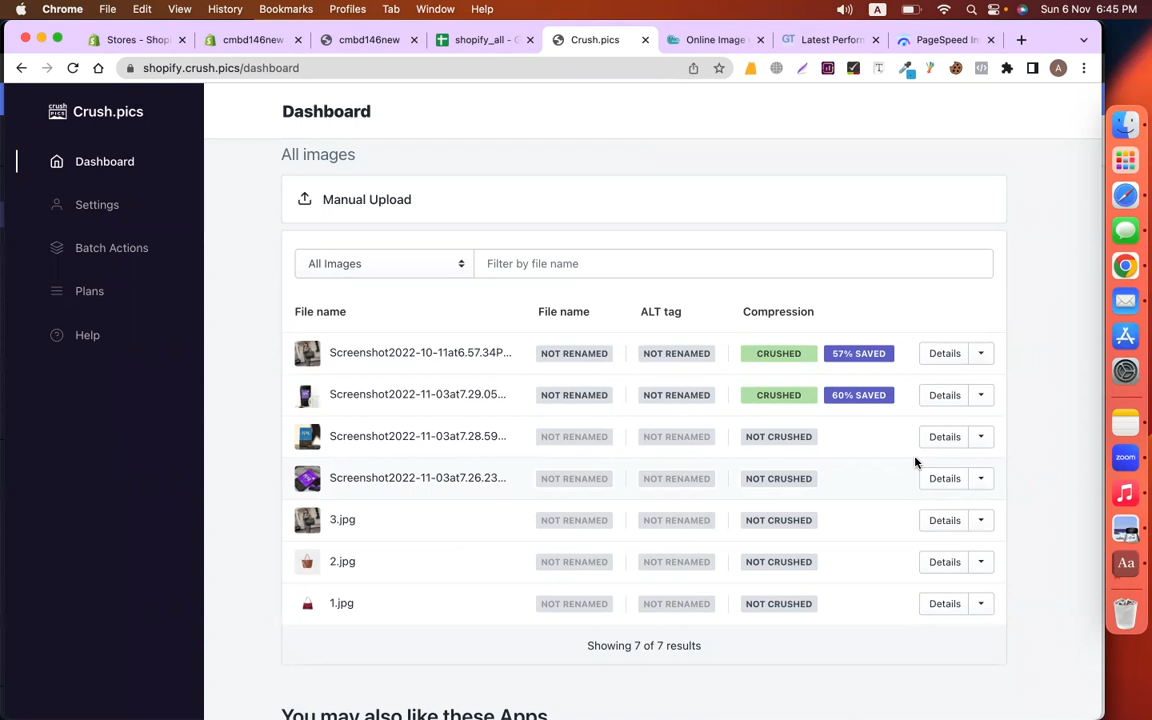 Chrome File Edit View History Bookmarks Profiles Tab Window Help A Sun 6 Nov 6:45 PM
Stores - Shop cmbd146new cmbd146new shopify_all - G Crush.pics Online Image Latest Perform PageSpeed In
shopify.crush.pics/dashboard A
crush PICS Crush.pics
Dashboard
Settings
Batch Actions
Plans
Help
Dashboard
All images
Manual Upload
All Images Filter by file name
File name File name ALT tag Compression
Screenshot2022-10-11at6.57.34P... NOT RENAMED NOT RENAMED CRUSHED 57% SAVED Details
Screenshot2022-11-03at7.29.05... NOT RENAMED NOT RENAMED CRUSHED 60% SAVED Details
Screenshot2022-11-03at7.28.59... NOT RENAMED NOT RENAMED NOT CRUSHED Details
Screenshot2022-11-03at7.26.23... NOT RENAMED NOT RENAMED NOT CRUSHED Details
3.jpg NOT RENAMED NOT RENAMED NOT CRUSHED Details
2.jpg NOT RENAMED NOT RENAMED NOT CRUSHED Details
1.jpg NOT RENAMED NOT RENAMED NOT CRUSHED Details
Showing 7 of 7 results
You may also like these Apps
zoom
Aa